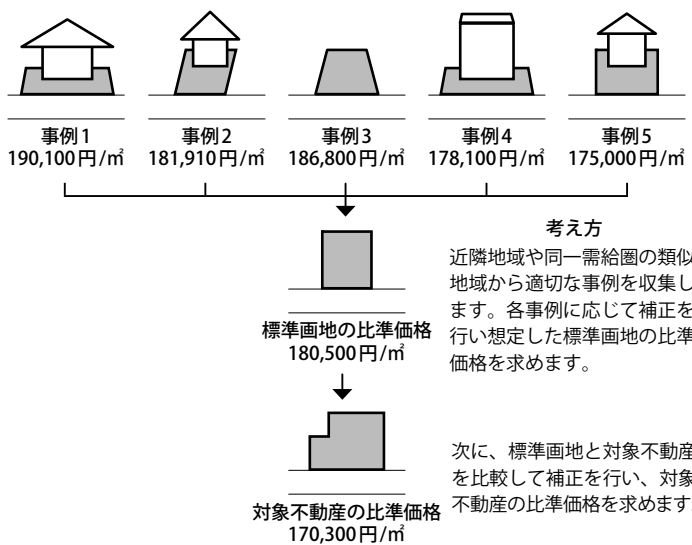 事例1
190,100円/㎡
事例2
181,910円/㎡
事例3
186,800円/㎡
事例4
178,100円/㎡
事例5
175,000円/㎡
標準画地の比準価格
180,500円/㎡
考え方
近隣地域や同一需給圏の類似
地域から適切な事例を収集し
ます。各事例に応じて補正を
行い想定した標準画地の比準
価格を求めます。
対象不動産の比準価格
170,300円/㎡
次に、標準画地と対象不動産
を比較して補正を行い、対象
不動産の比準価格を求めます